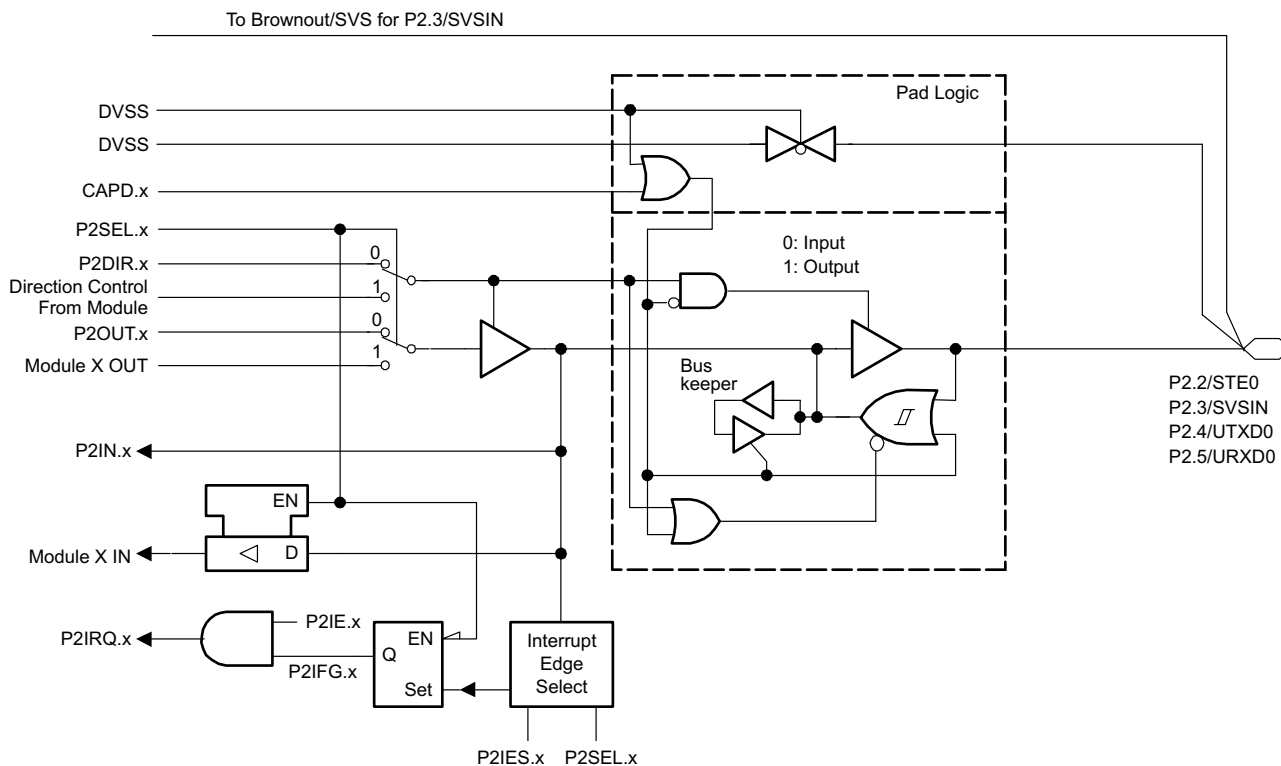 To Brownout/SVS for P2.3/SVSIN
Pad Logic
DVSS
DVSS
CAPD.x
P2SEL.x
0
P2DIR.x
Direction Control
From Module
1
0
P2OUT.x
1
Module X OUT
0: Input
1: Output
Bus
keeper
P2.2/STE0
P2.3/SVSIN
P2.4/UTXD0
P2.5/URXD0
P2IN.x
EN
D
Module X IN
P2IE.x
P2IRQ.x
P2IFG.x
EN
Q
Set
Interrupt
Edge
Select
P2IES.x
P2SEL.x